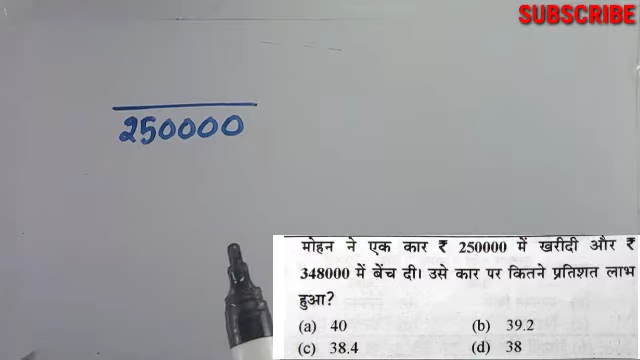 SUBSCRIBE
250000
मोहन ने एक कार ₹ 250000 में खरीदी और ₹
348000 में बेंच दी। उसे कार पर कितने प्रतिशत लाभ
हुआ?
(a) 40 (b) 39.2
(c) 38.4 (d) 38